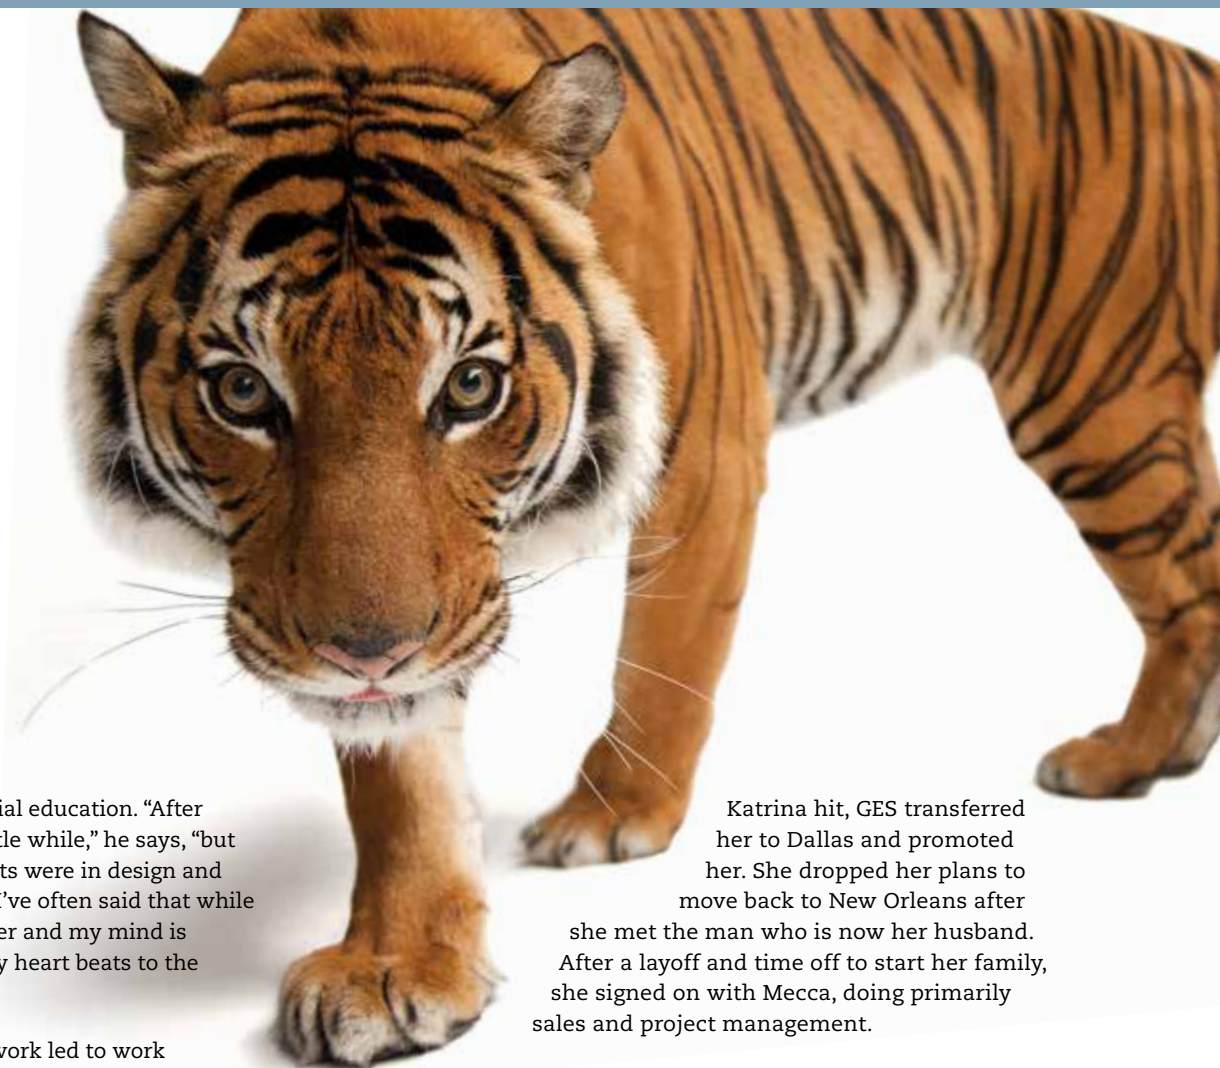 ial education. “After
tle while,” he says, “but
ts were in design and
I’ve often said that while
er and my mind is
y heart beats to the
work led to work
Katrina hit, GES transferred
her to Dallas and promoted
her. She dropped her plans to
move back to New Orleans after
she met the man who is now her husband.
After a layoff and time off to start her family,
she signed on with Mecca, doing primarily
sales and project management.